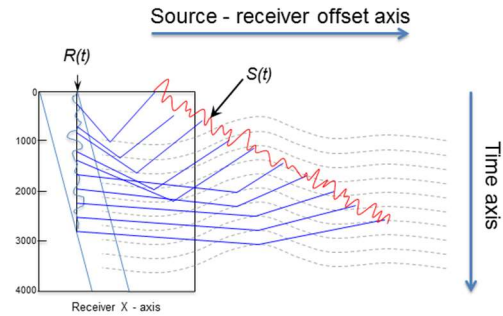 Source - receiver offset axis
R(t)
S(t)
0
1000
2000
3000
4000
Time axis
Receiver X - axis